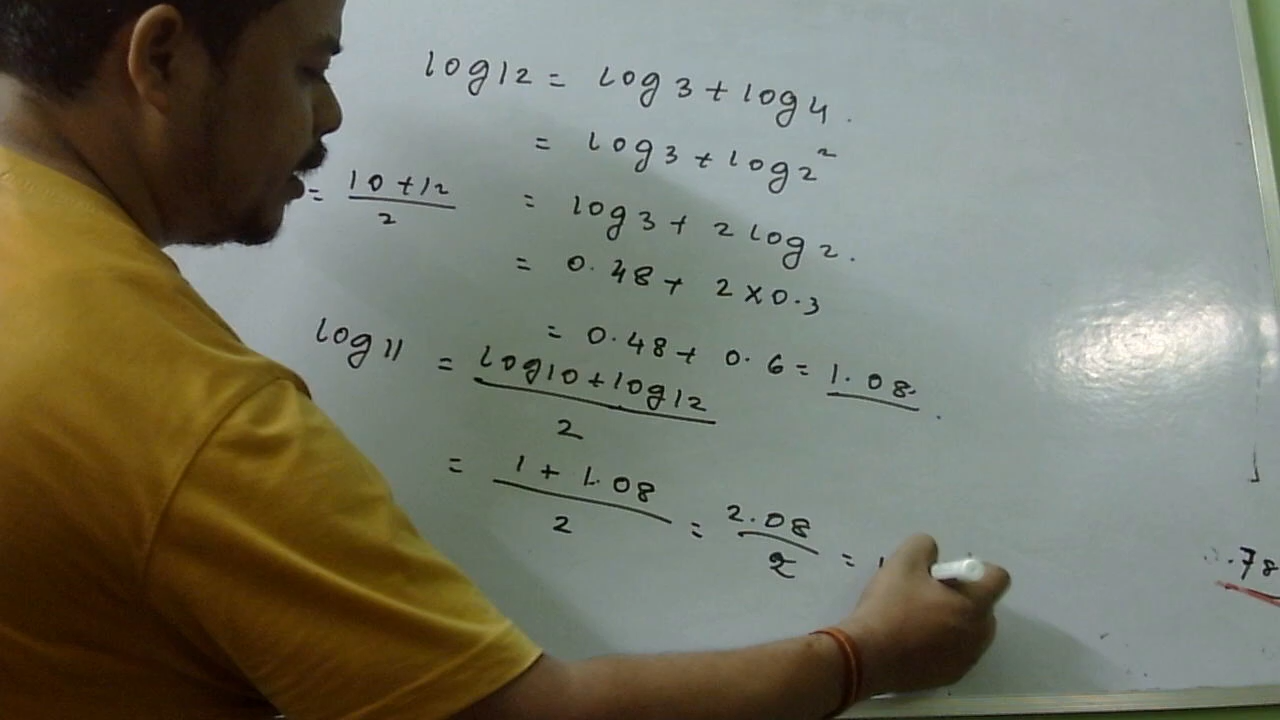 log12 = log3 + log4.
= log3 + log2²
= 10+12/2
= log3 + 2log2.
= 0.48 + 2×0.3
= 0.48 + 0.6 = 1.08.
log11 = log10+log12/2
= 1 + 1.08/2 = 2.08/2 =
.78